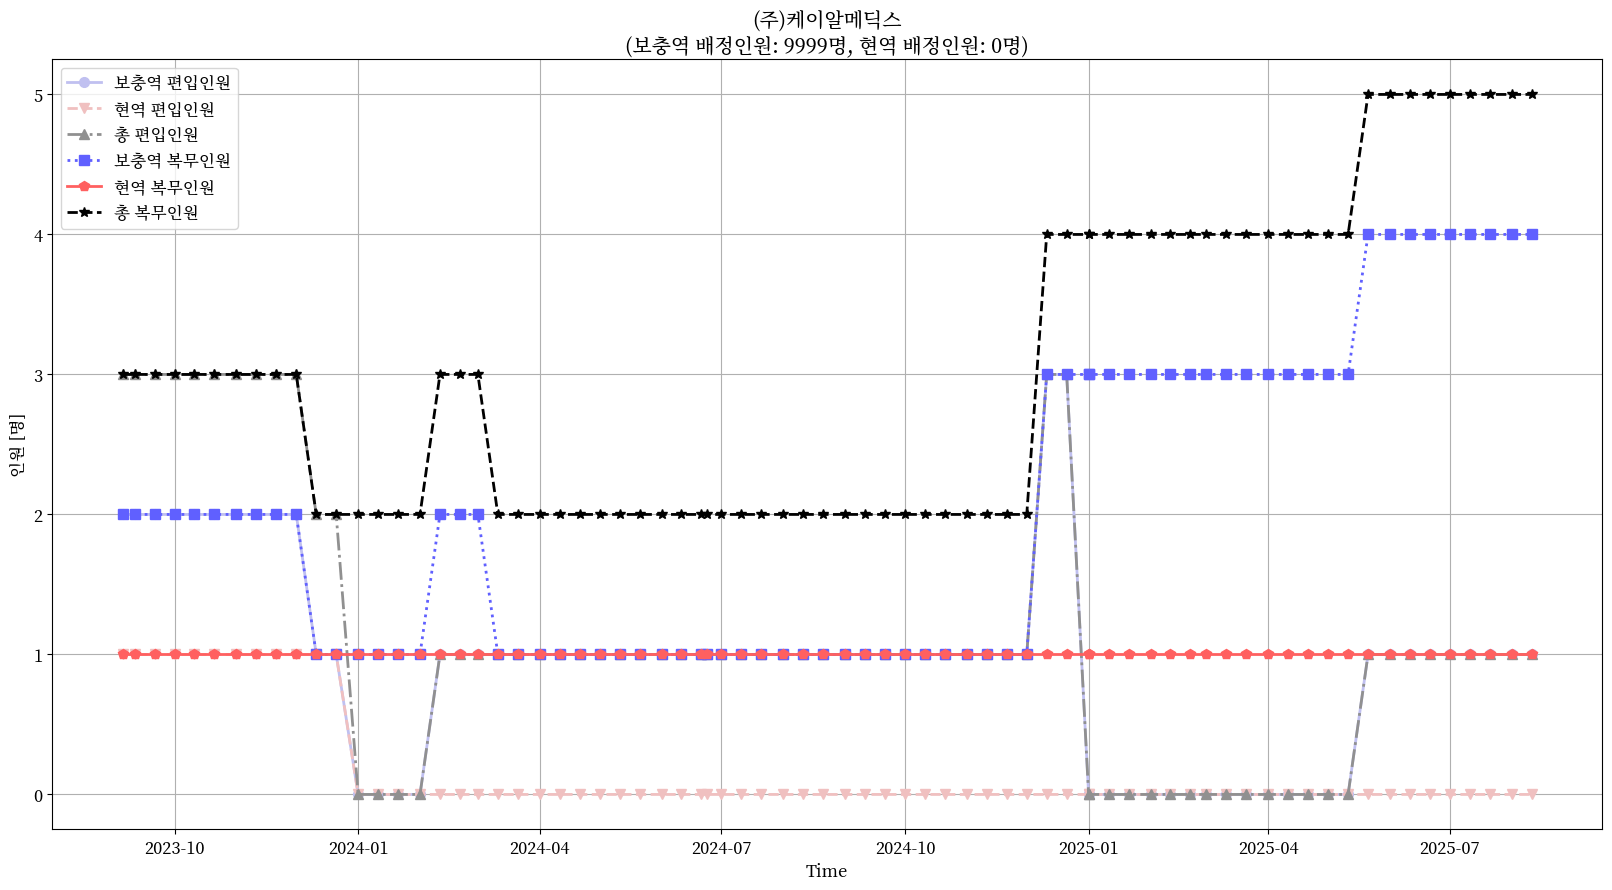 (주)케이알메딕스
(보충역 배정인원: 9999명, 현역 배정인원: 0명)
보충역 편입인원
현역 편입인원
총 편입인원
보충역 복무인원
현역 복무인원
총 복무인원
5
4
3
2
1
0
인원 [명]
2023-10
2024-01
2024-04
2024-07
2024-10
2025-01
2025-04
2025-07
Time